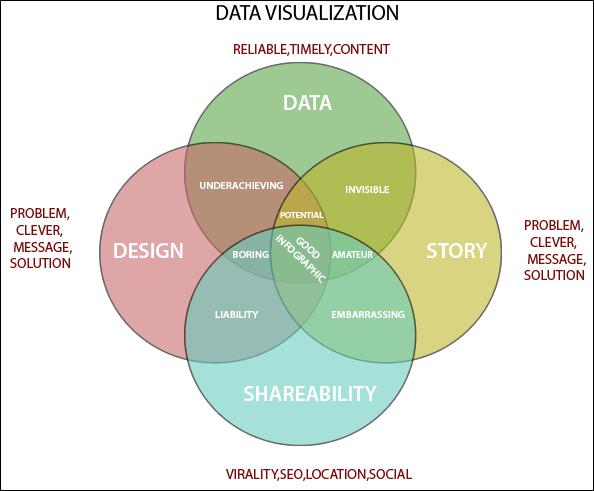 DATA VISUALIZATION
RELIABLE,TIMELY,CONTENT
DATA
UNDERACHIEVING
INVISIBLE
POTENTIAL
PROBLEM,
CLEVER,
MESSAGE,
SOLUTION
DESIGN
BORING
GOOD
INFOGRAPHIC
AMATEUR
STORY
PROBLEM,
CLEVER,
MESSAGE,
SOLUTION
LIABILITY
EMBARRASSING
SHAREABILITY
VIRALITY,SEO,LOCATION,SOCIAL